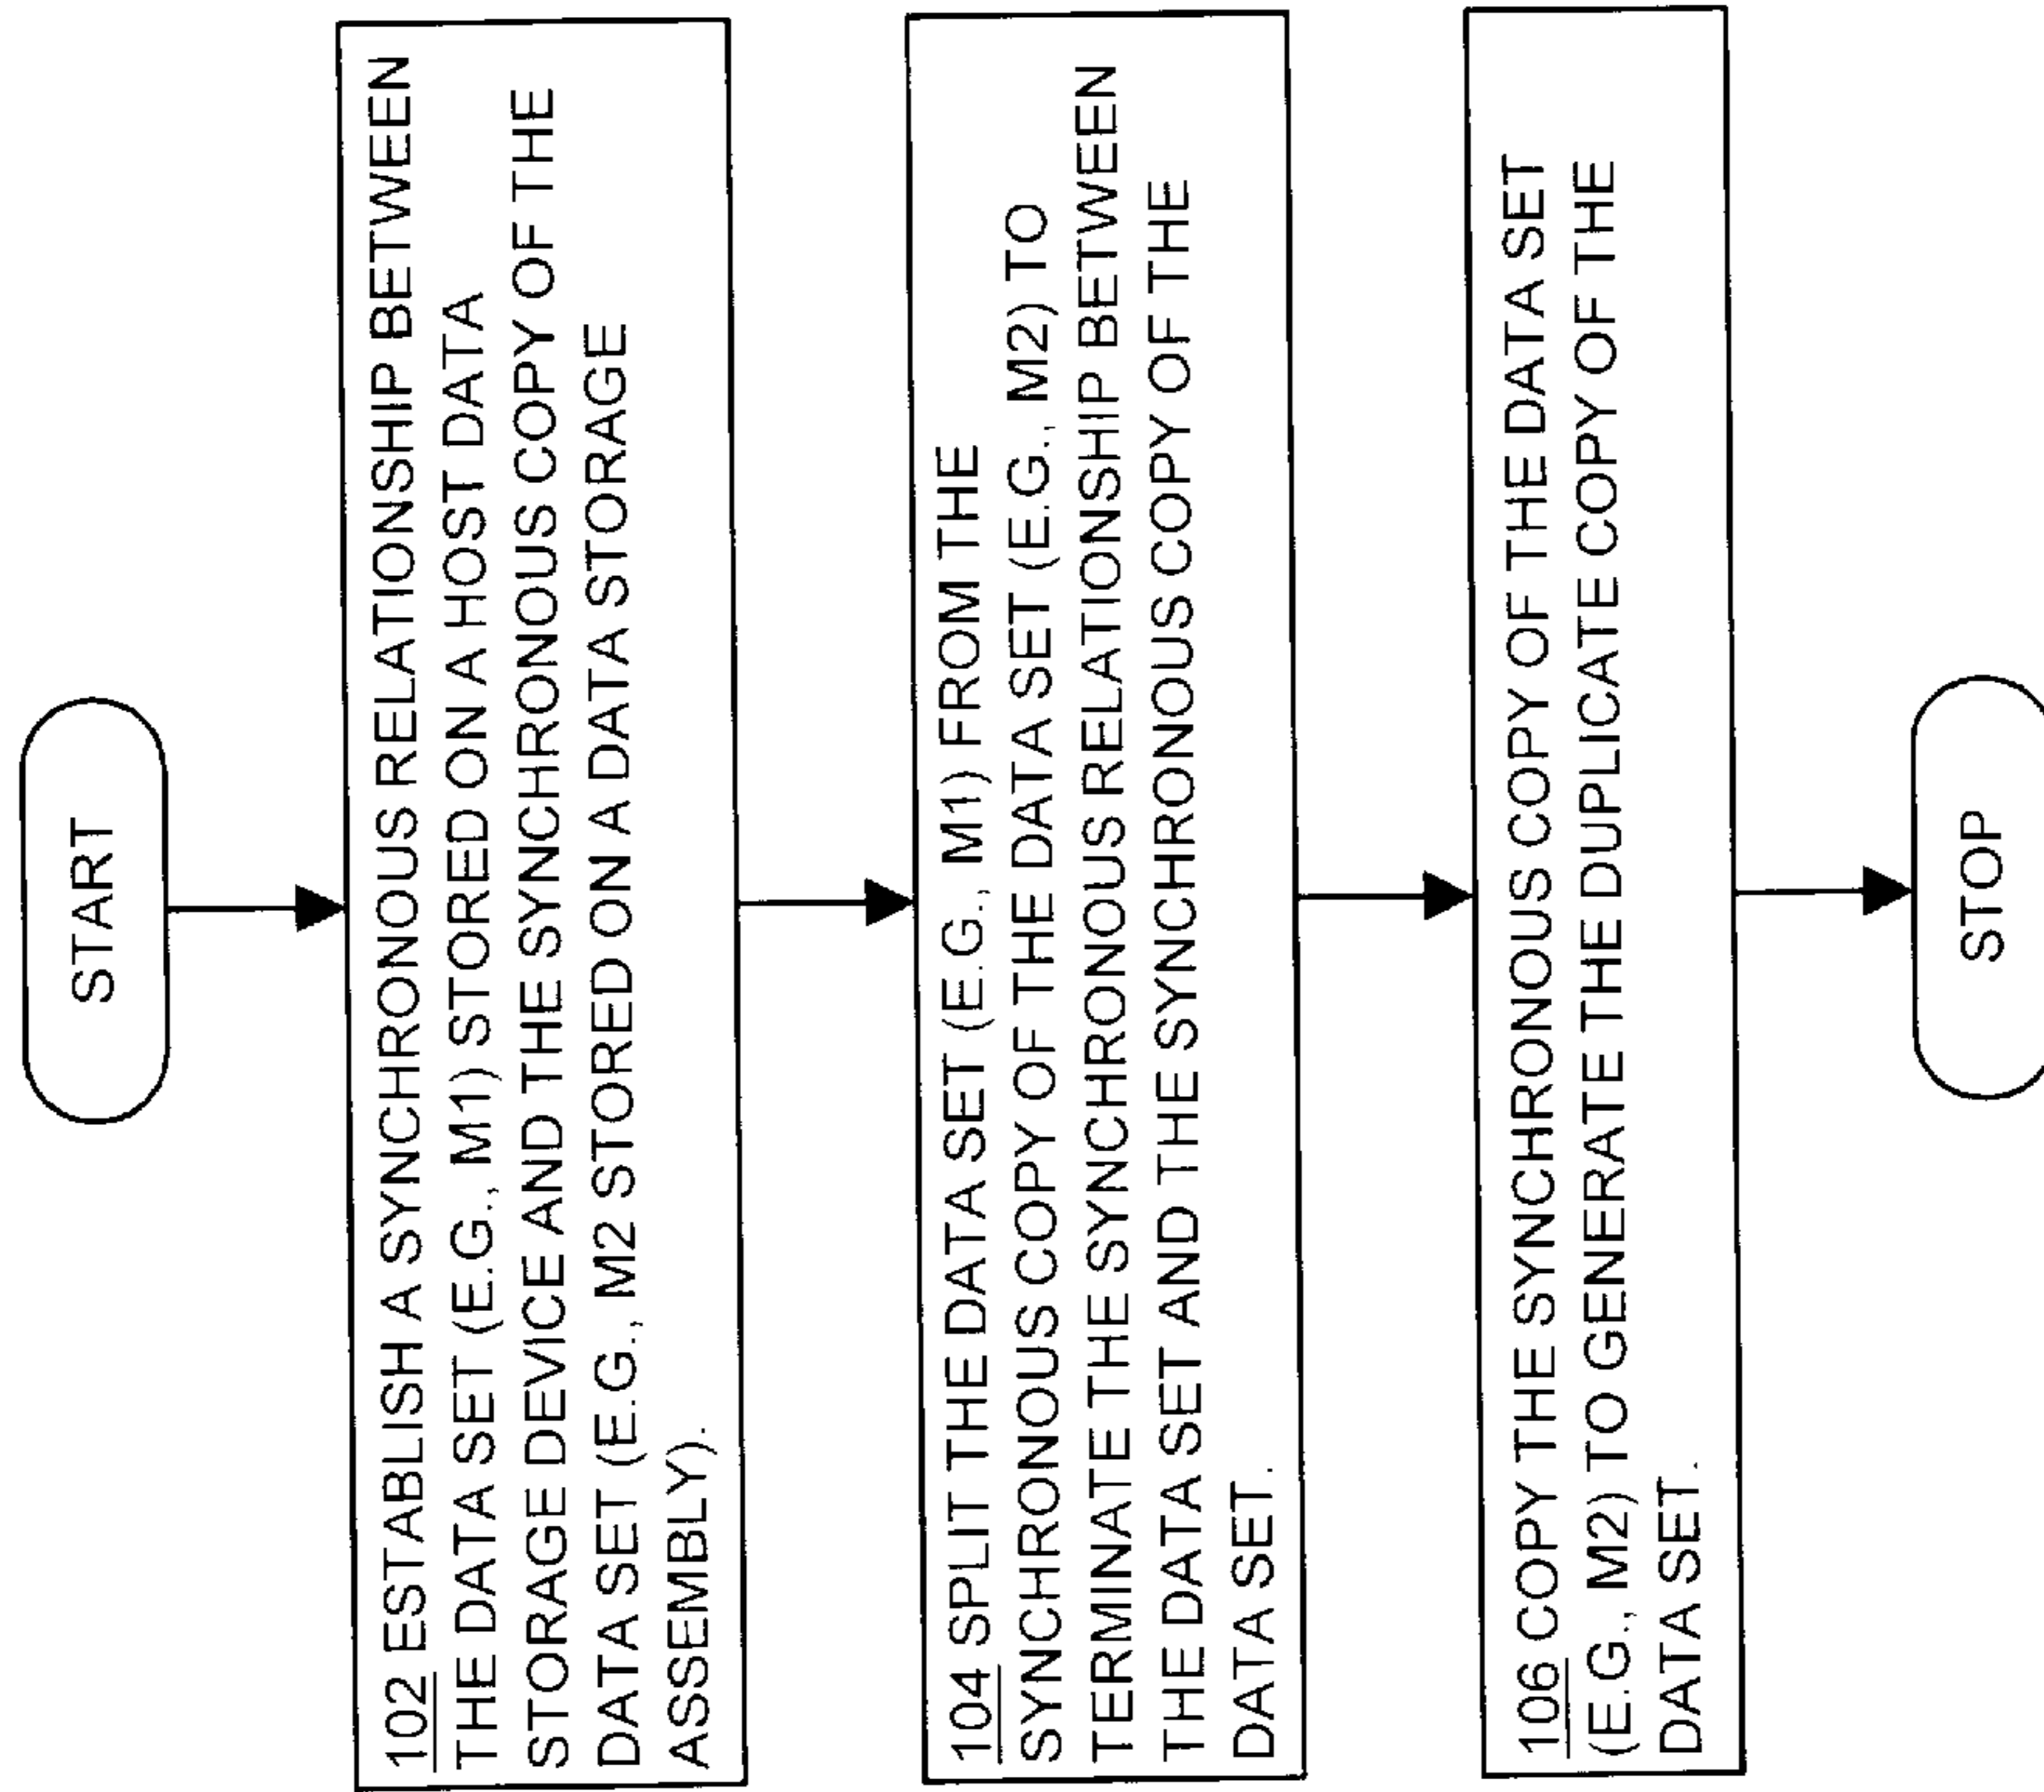 START
102 ESTABLISH A SYNCHRONOUS RELATIONSHIP BETWEEN
THE DATA SET (E.G., M1) STORED ON A HOST DATA
STORAGE DEVICE AND THE SYNCHRONOUS COPY OF THE
DATA SET (E.G., M2 STORED ON A DATA STORAGE
ASSEMBLY).
104 SPLIT THE DATA SET (E.G., M1) FROM THE
SYNCHRONOUS COPY OF THE DATA SET (E.G., M2) TO
TERMINATE THE SYNCHRONOUS RELATIONSHIP BETWEEN
THE DATA SET AND THE SYNCHRONOUS COPY OF THE
DATA SET.
106 COPY THE SYNCHRONOUS COPY OF THE DATA SET
(E.G., M2) TO GENERATE THE DUPLICATE COPY OF THE
DATA SET.
STOP